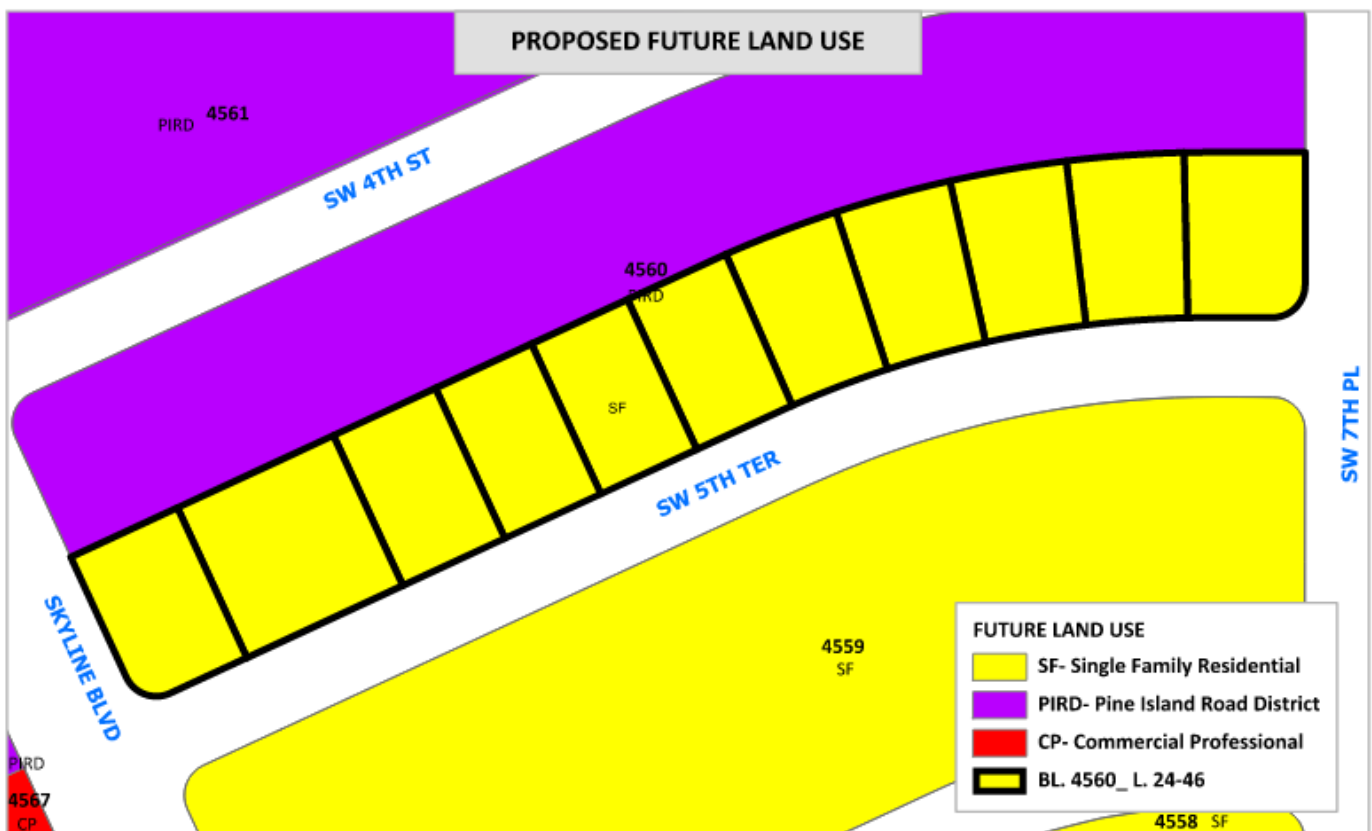 PROPOSED FUTURE LAND USE
PIRD 4561
SW 4TH ST
4560
PIRD
SF
SW 5TH TER
SW 7TH PL
SKYLINE BLVD
4559
SF
FUTURE LAND USE
SF- Single Family Residential
PIRD- Pine Island Road District
CP- Commercial Professional
BL. 4560_ L. 24-46
PIRD
4567
CP
4558 SF